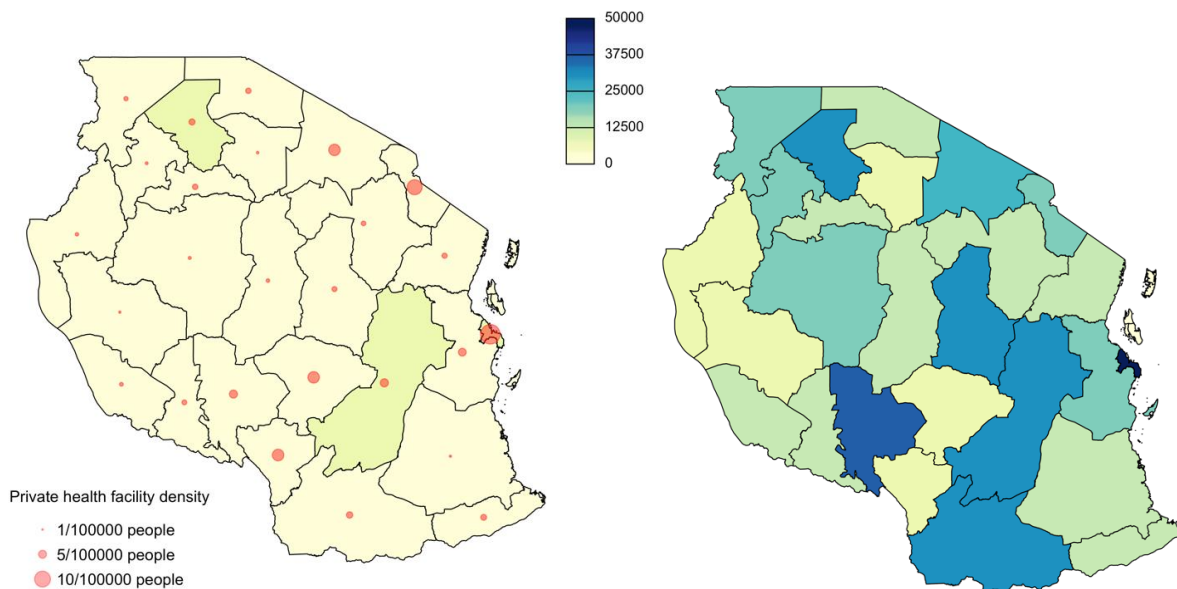 50000
37500
25000
12500
0
Private health facility density
1/100000 people
5/100000 people
10/100000 people